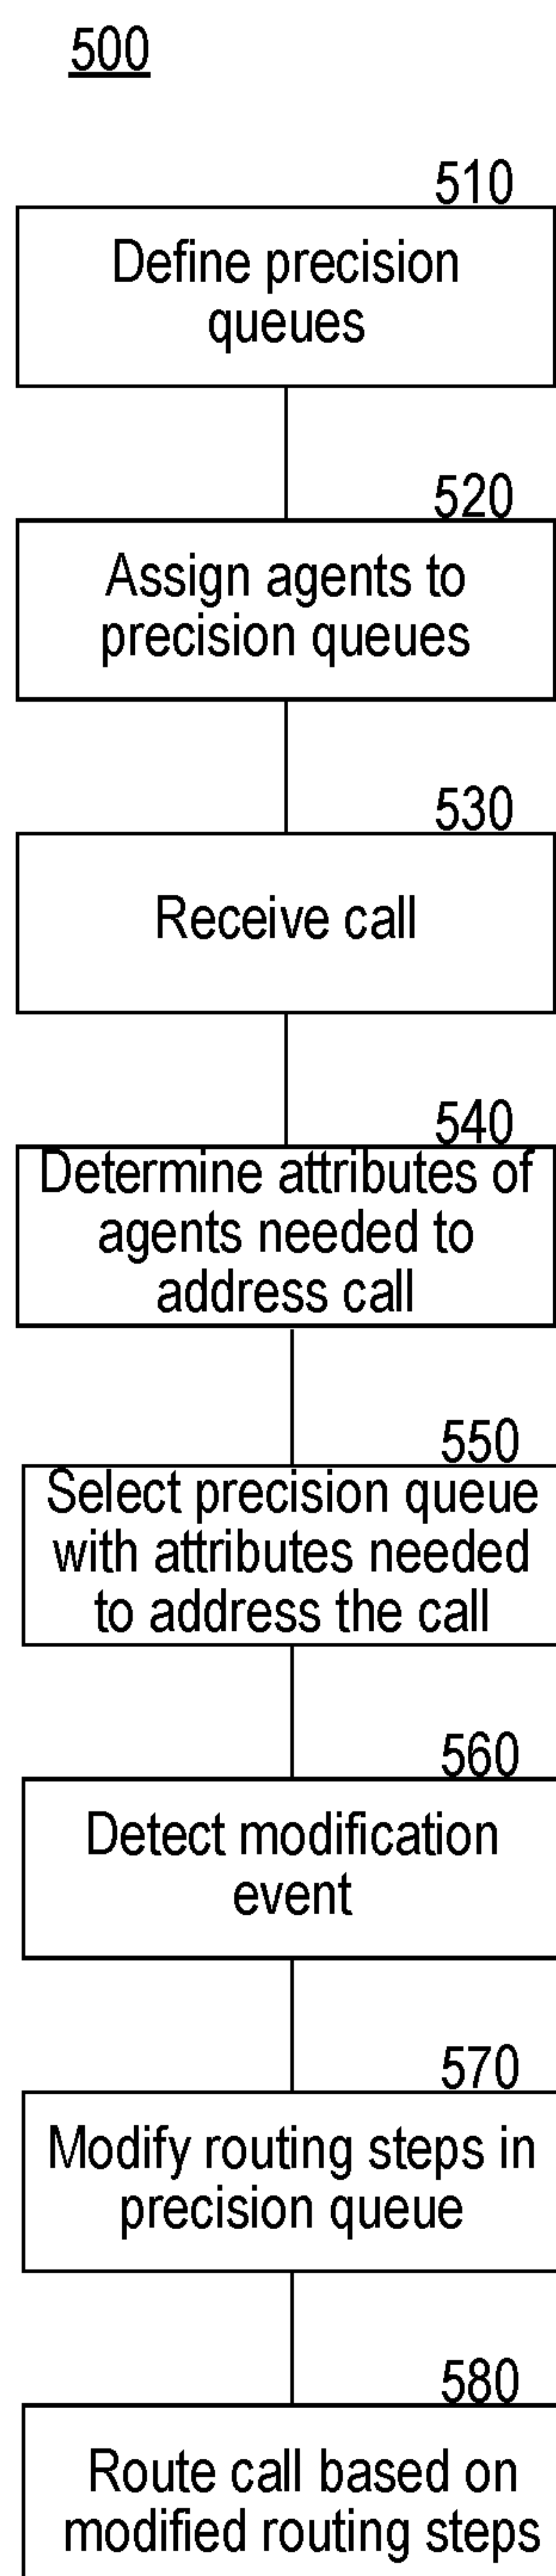 500
510
Define precision
queues
520
Assign agents to
precision queues
530
Receive call
540
Determine attributes of
agents needed to
address call
550
Select precision queue
with attributes needed
to address the call
560
Detect modification
event
570
Modify routing steps in
precision queue
580
Route call based on
modified routing steps